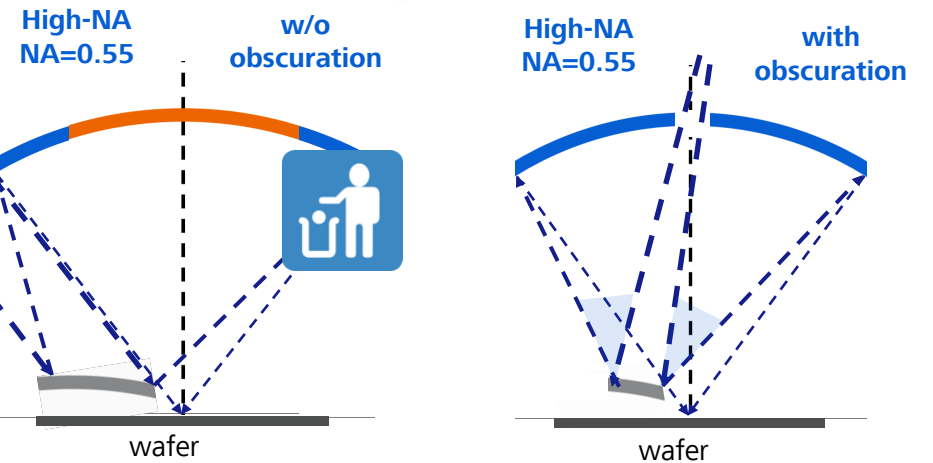 High-NA
NA=0.55
w/o
obscuration
High-NA
NA=0.55
with
obscuration
wafer
wafer